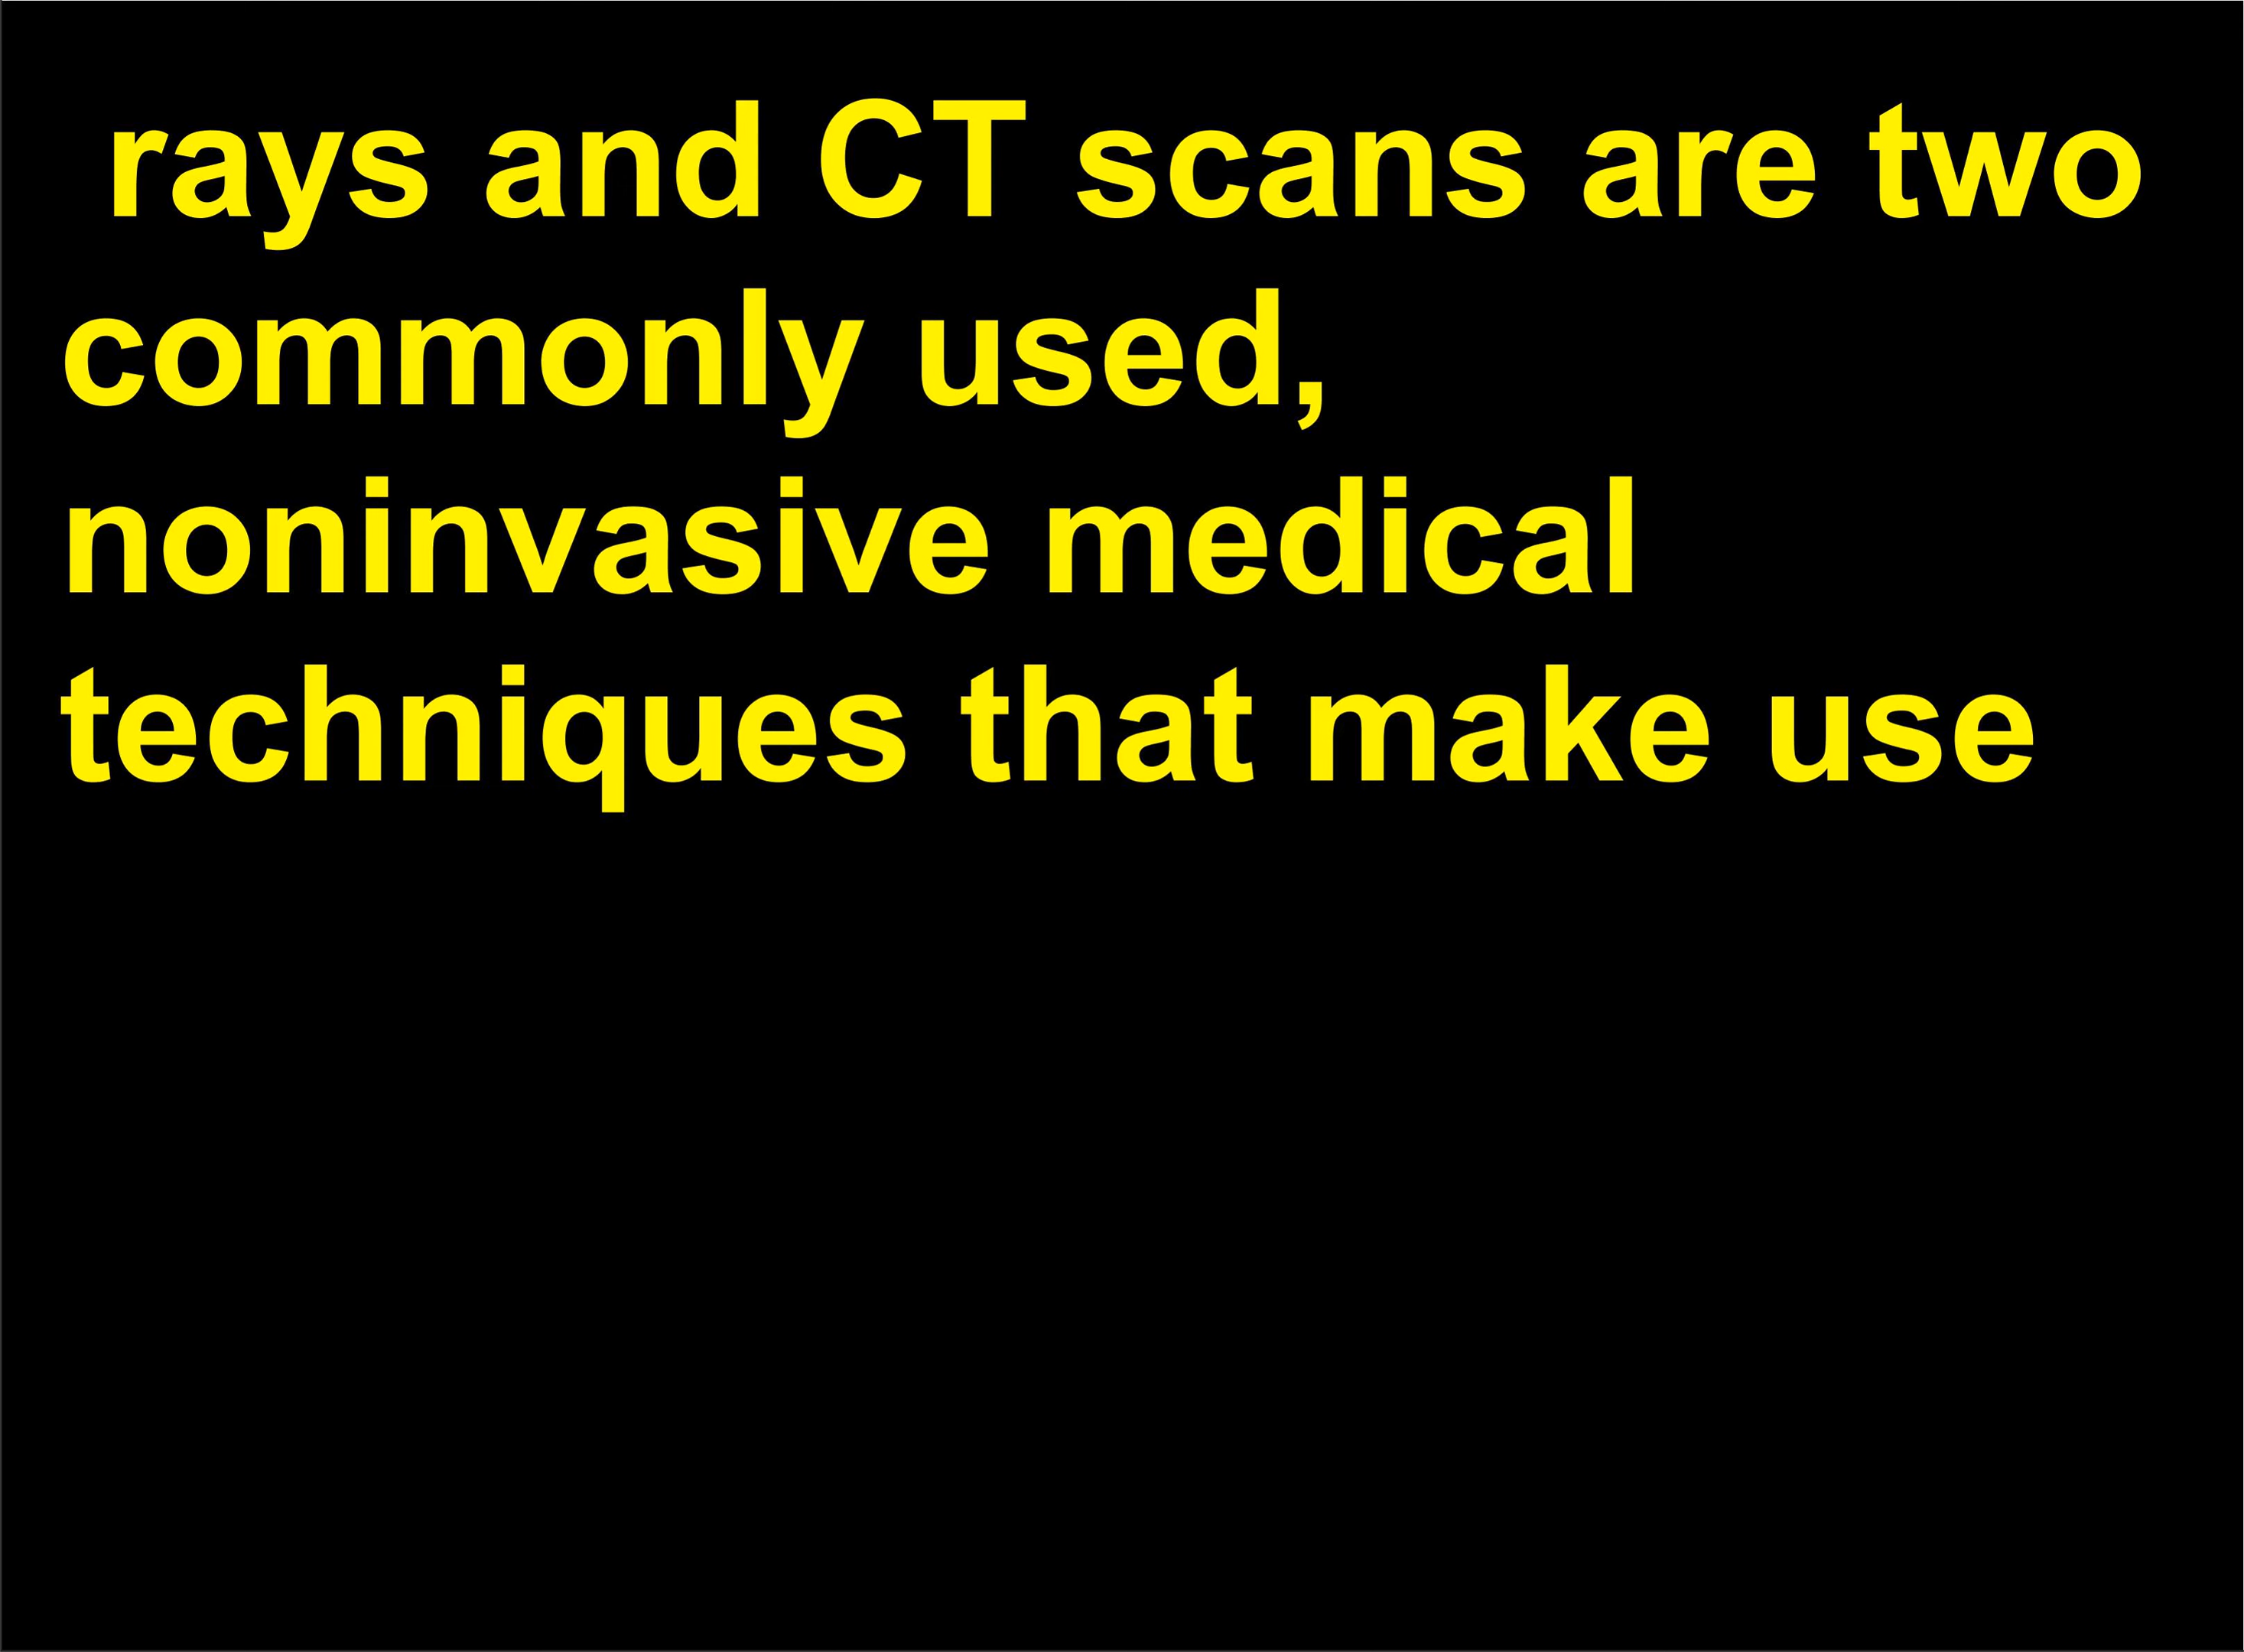 rays and CT scans are two
commonly used,
noninvasive medical
techniques that make use